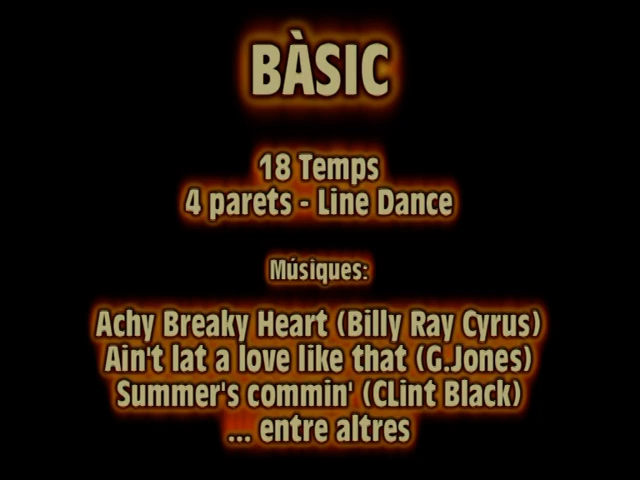 BÀSIC
18 Temps
4 parets - Line Dance
Músiques:
Achy Breaky Heart (Billy Ray Cyrus)
Ain't lat a love like that (G.Jones)
Summer's commin' (CLint Black)
... entre altres